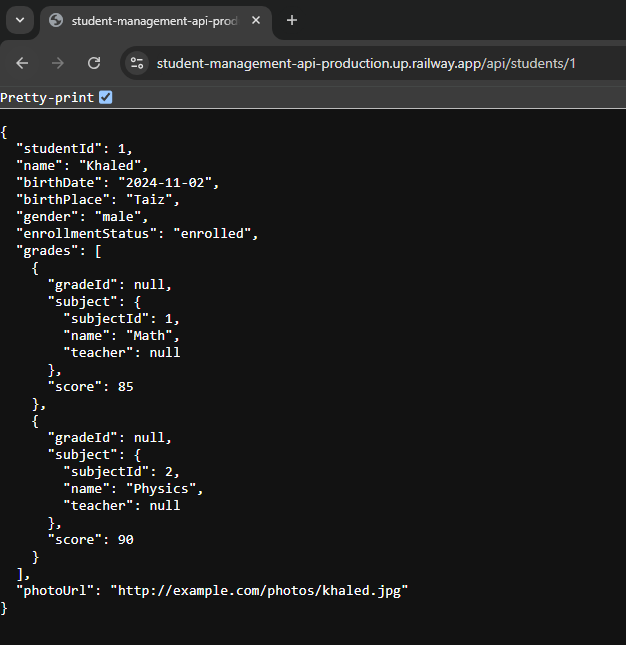 student-management-api-prod
student-management-api-production.up.railway.app/api/students/1
Pretty-print
{
  "studentId": 1,
  "name": "Khaled",
  "birthDate": "2024-11-02",
  "birthPlace": "Taiz",
  "gender": "male",
  "enrollmentStatus": "enrolled",
  "grades": [
    {
      "gradeId": null,
      "subject": {
        "subjectId": 1,
        "name": "Math",
        "teacher": null
      },
      "score": 85
    },
    {
      "gradeId": null,
      "subject": {
        "subjectId": 2,
        "name": "Physics",
        "teacher": null
      },
      "score": 90
    }
  ],
  "photoUrl": "http://example.com/photos/khaled.jpg"
}